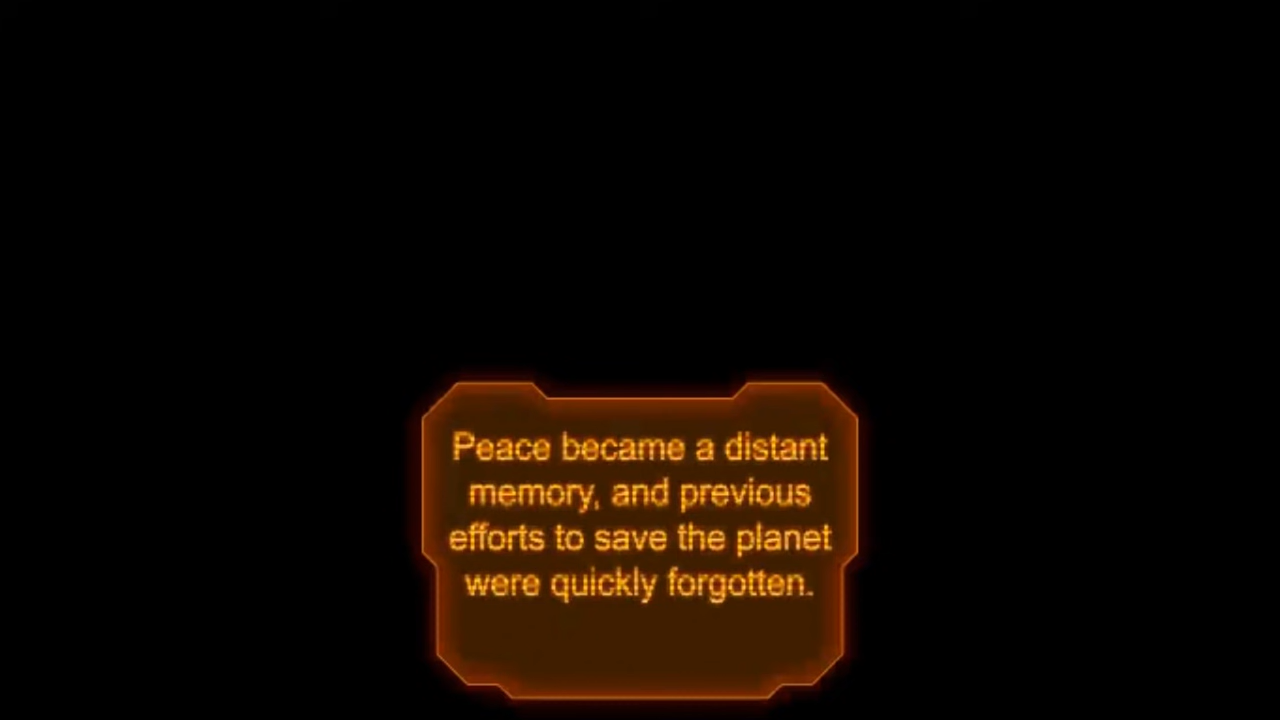 Peace became a distant
memory, and previous
efforts to save the planet
were quickly forgotten.